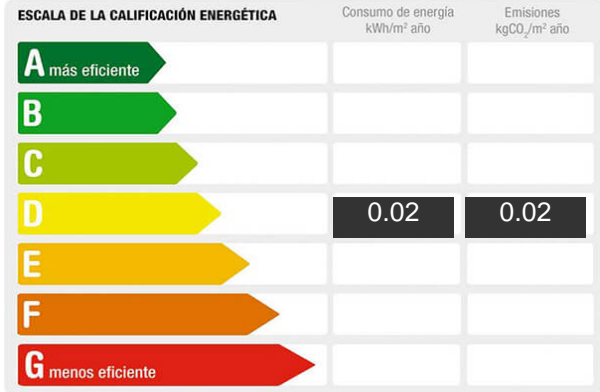 ESCALA DE LA CALIFICACIÓN ENERGÉTICA
Consumo de energía
kWh/m² año
Emisiones
kgCO₂/m² año
A más eficiente
B
C
D 0.02 0.02
E
F
G menos eficiente